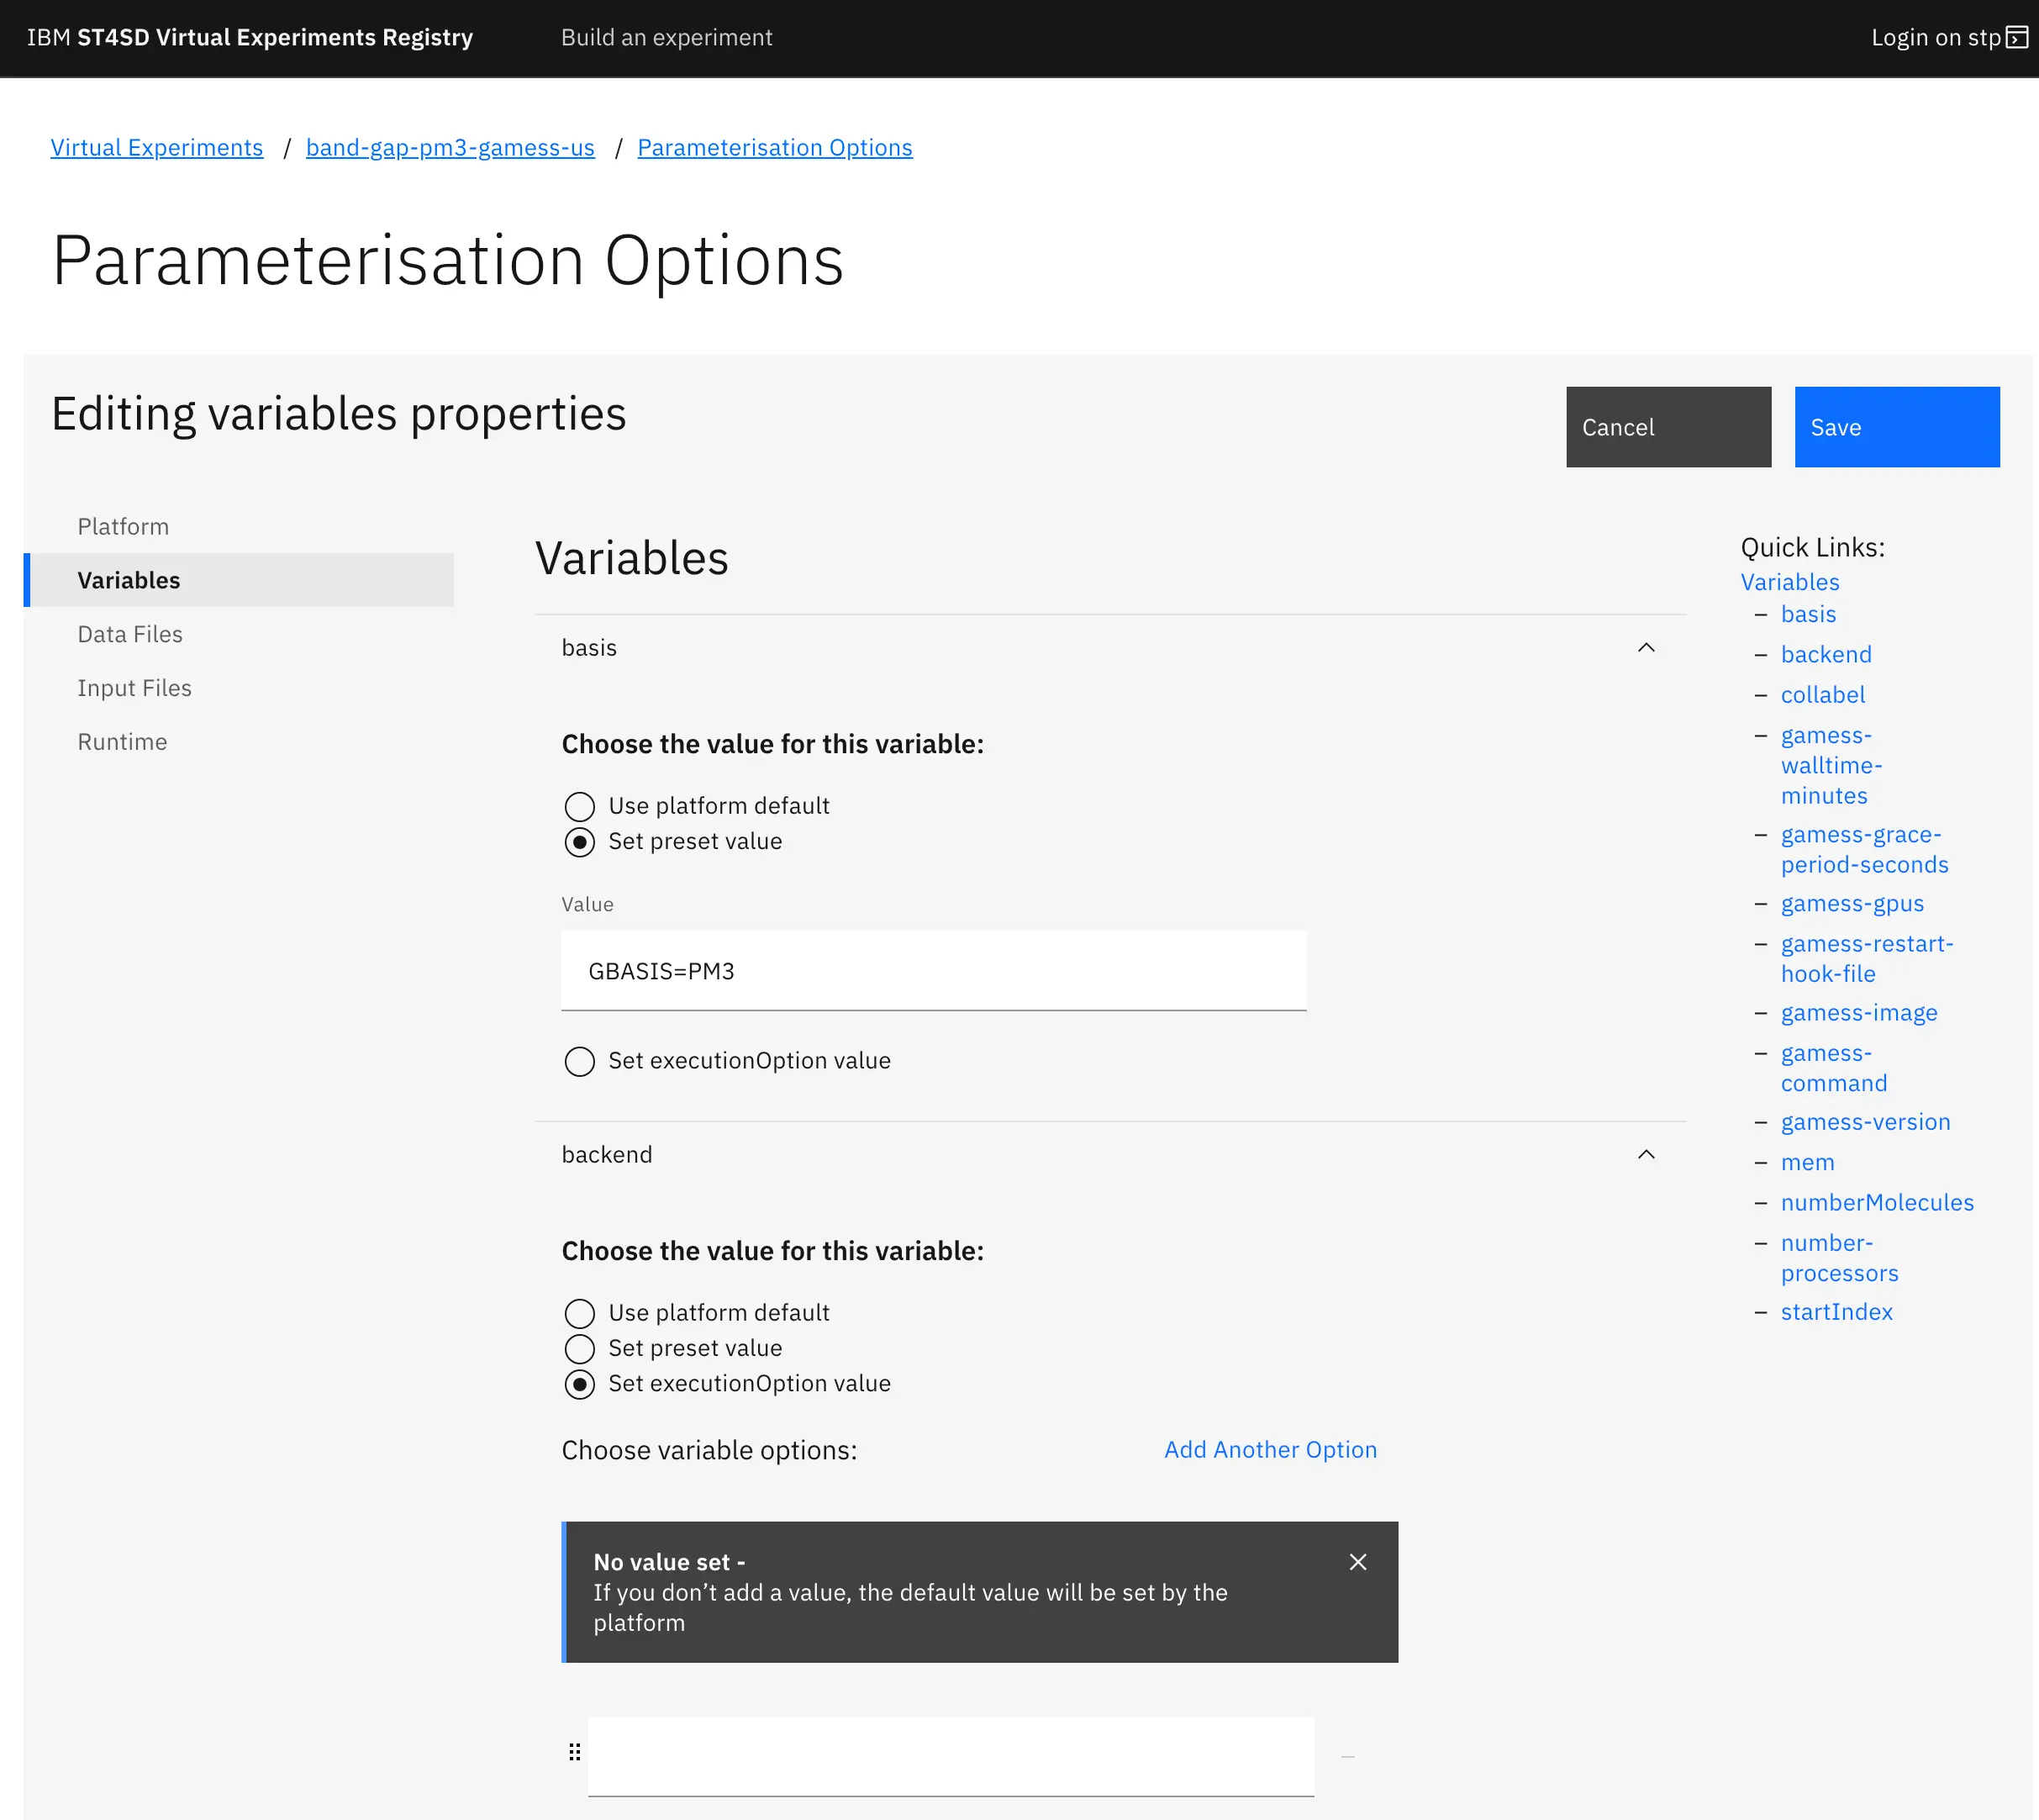 IBM ST4SD Virtual Experiments Registry
Build an experiment
Login on stp
Virtual Experiments / band-gap-pm3-gamess-us / Parameterisation Options
Parameterisation Options
Editing variables properties
Cancel
Save
Platform
Variables
Data Files
Input Files
Runtime
Variables
basis
Choose the value for this variable:
Use platform default
Set preset value
Value
GBASIS=PM3
Set executionOption value
backend
Choose the value for this variable:
Use platform default
Set preset value
Set executionOption value
Choose variable options:
Add Another Option
No value set -
If you don’t add a value, the default value will be set by the
platform
Quick Links:
Variables
– basis
– backend
– collabel
– gamess-
walltime-
minutes
– gamess-grace-
period-seconds
– gamess-gpus
– gamess-restart-
hook-file
– gamess-image
– gamess-
command
– gamess-version
– mem
– numberMolecules
– number-
processors
– startIndex